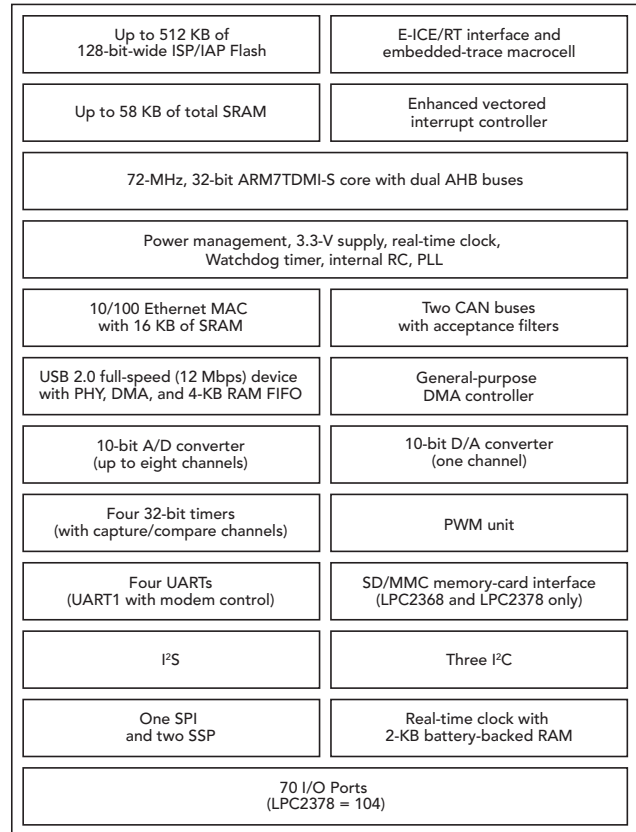 Up to 512 KB of
128-bit-wide ISP/IAP Flash
E-ICE/RT interface and
embedded-trace macrocell
Up to 58 KB of total SRAM
Enhanced vectored
interrupt controller
72-MHz, 32-bit ARM7TDMI-S core with dual AHB buses
Power management, 3.3-V supply, real-time clock,
Watchdog timer, internal RC, PLL
10/100 Ethernet MAC
with 16 KB of SRAM
Two CAN buses
with acceptance filters
USB 2.0 full-speed (12 Mbps) device
with PHY, DMA, and 4-KB RAM FIFO
General-purpose
DMA controller
10-bit A/D converter
(up to eight channels)
10-bit D/A converter
(one channel)
Four 32-bit timers
(with capture/compare channels)
PWM unit
Four UARTs
(UART1 with modem control)
SD/MMC memory-card interface
(LPC2368 and LPC2378 only)
I²S
Three I²C
One SPI
and two SSP
Real-time clock with
2-KB battery-backed RAM
70 I/O Ports
(LPC2378 = 104)